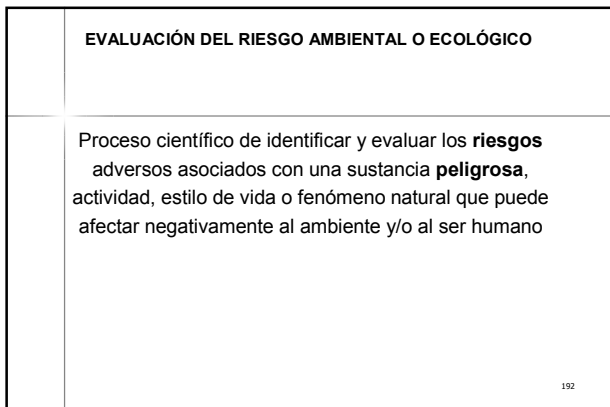 EVALUACIÓN DEL RIESGO AMBIENTAL O ECOLÓGICO
Proceso científico de identificar y evaluar los riesgos
adversos asociados con una sustancia peligrosa,
actividad, estilo de vida o fenómeno natural que puede
afectar negativamente al ambiente y/o al ser humano
192